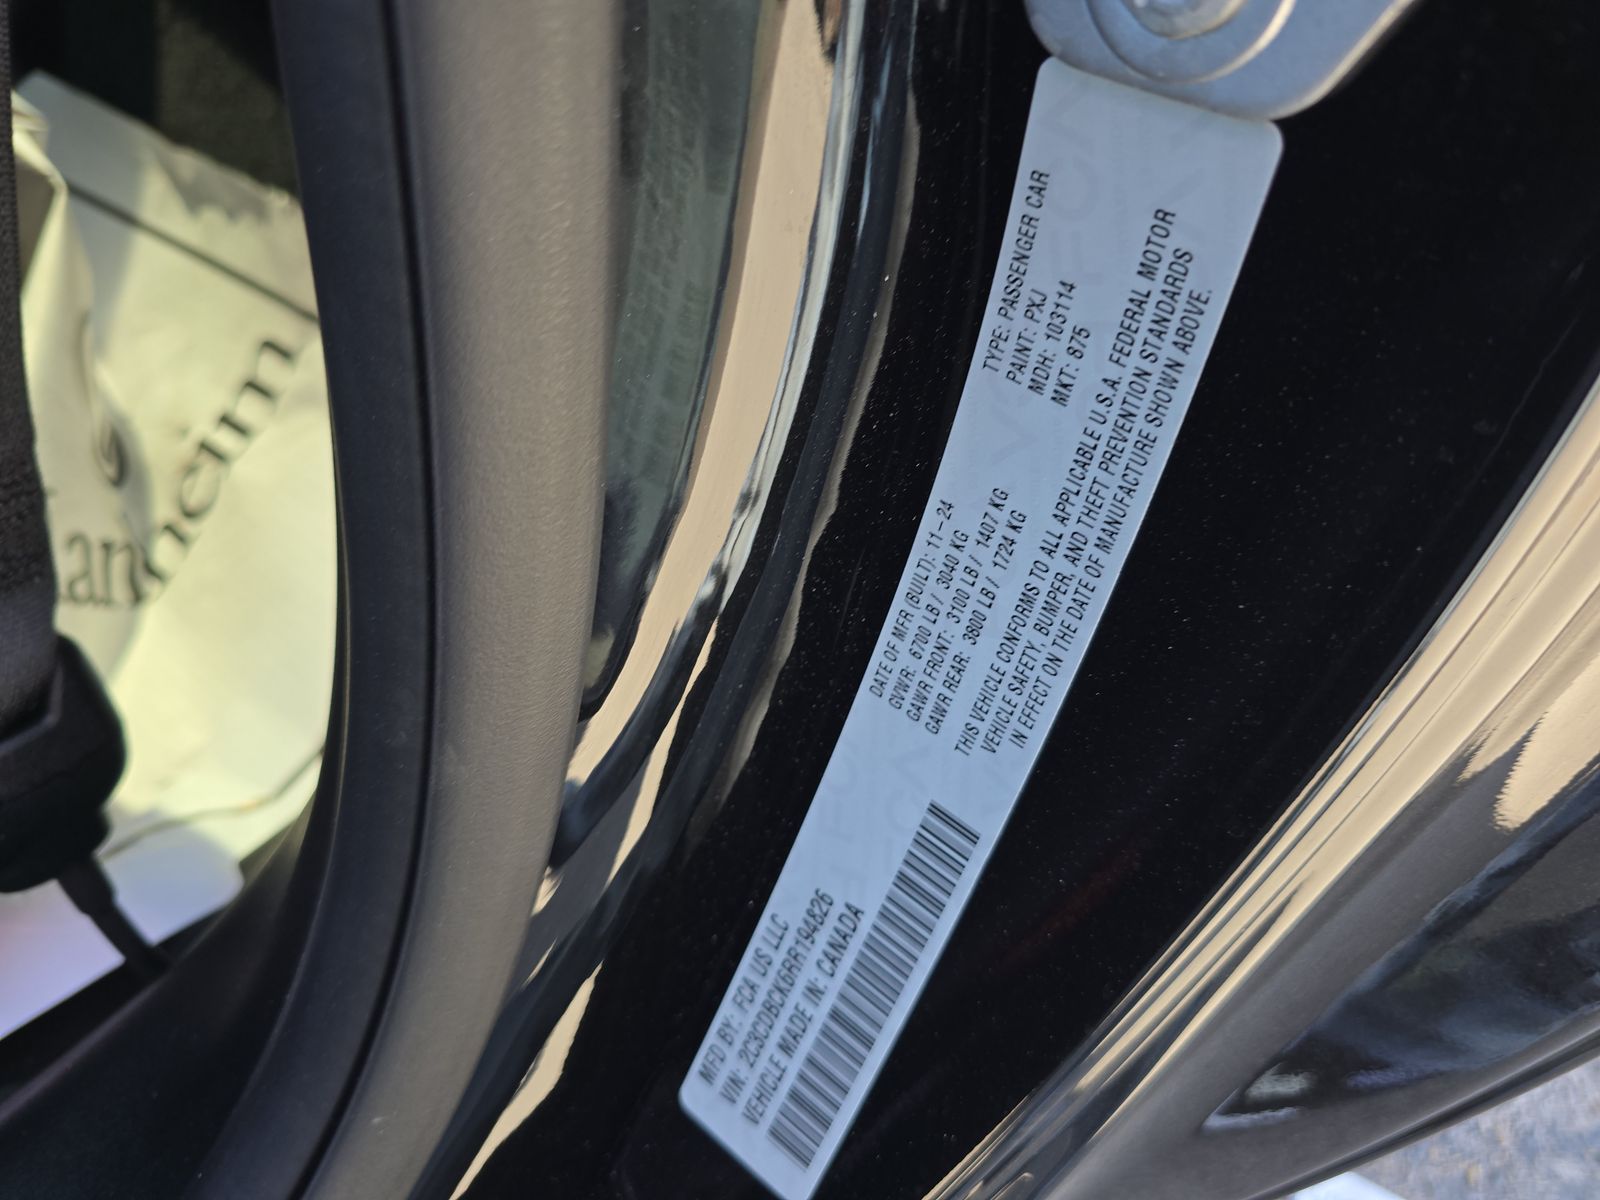 MFD BY: FCA US LLC
VIN: 2C3CDBCK6RR194826
VEHICLE MADE IN: CANADA
DATE OF MFR (BUILT): 11-24
GVWR: 6700 LB / 3040 KG
GAWR FRONT: 3100 LB / 1407 KG
GAWR REAR: 3800 LB / 1724 KG
TYPE: PASSENGER CAR
PAINT: PXJ
MDH: 103114
MKT: 875
THIS VEHICLE CONFORMS TO ALL APPLICABLE U.S.A. FEDERAL MOTOR
VEHICLE SAFETY, BUMPER, AND THEFT PREVENTION STANDARDS
IN EFFECT ON THE DATE OF MANUFACTURE SHOWN ABOVE.